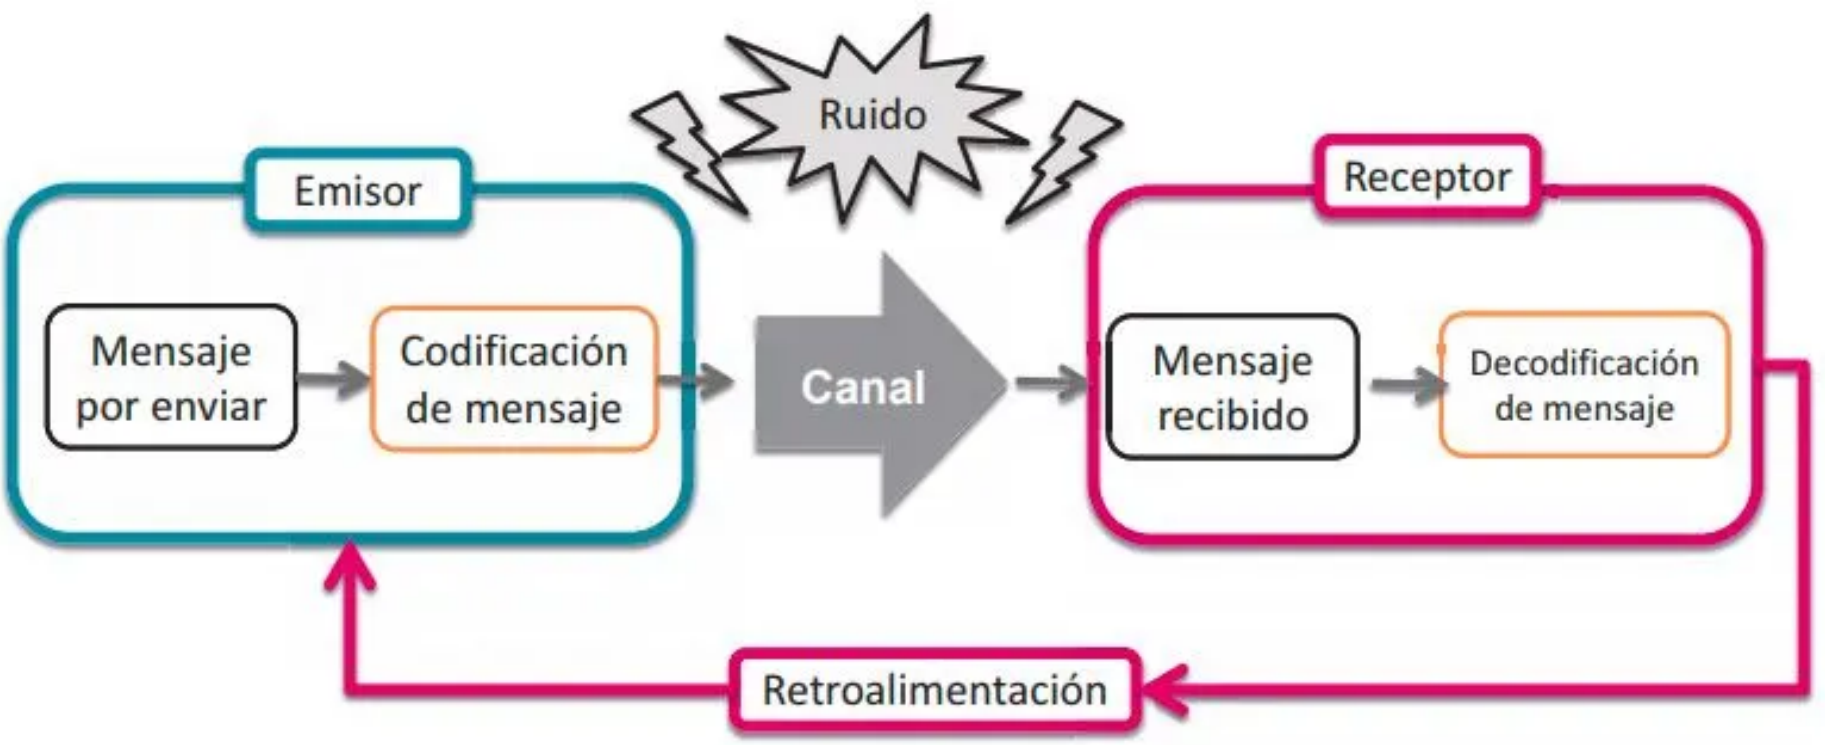 Ruido
Emisor
Receptor
Mensaje
por enviar
Codificación
de mensaje
Canal
Mensaje
recibido
Decodificación
de mensaje
Retroalimentación